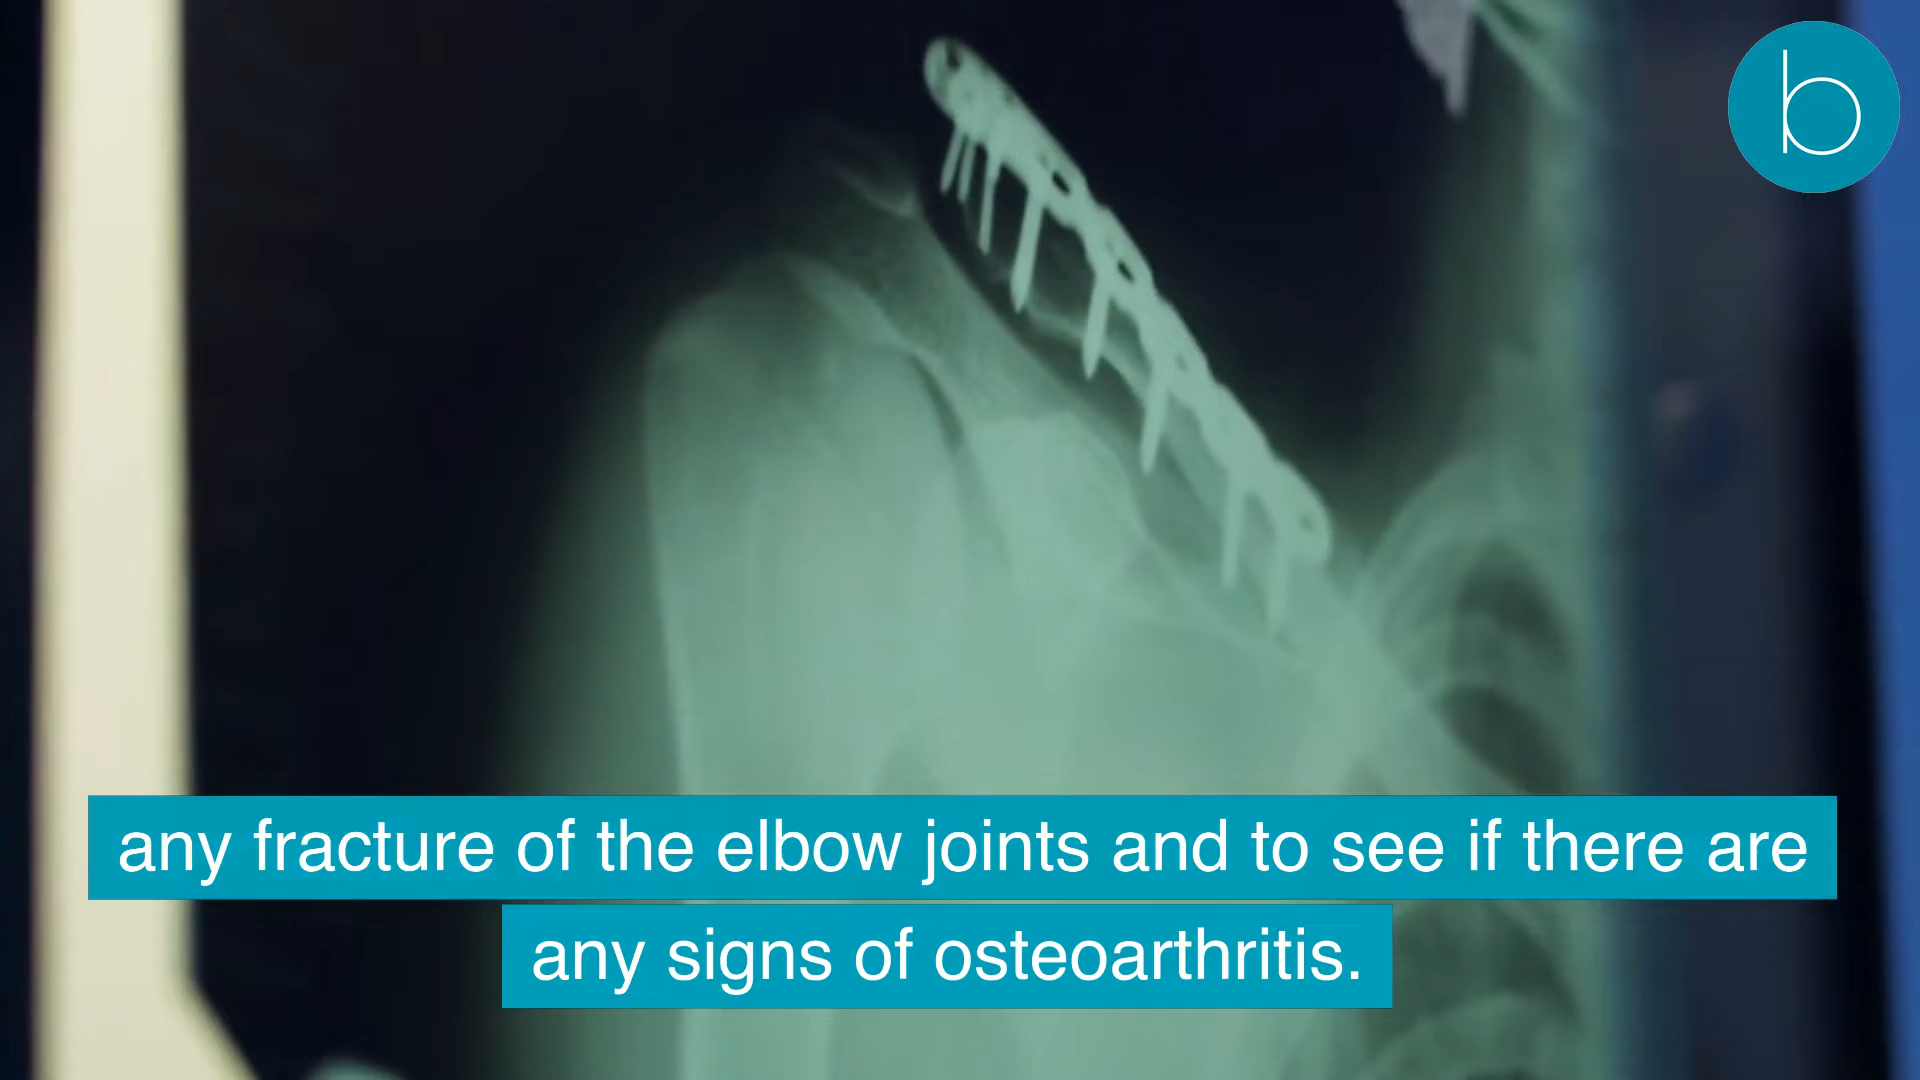 b
any fracture of the elbow joints and to see if there are
any signs of osteoarthritis.